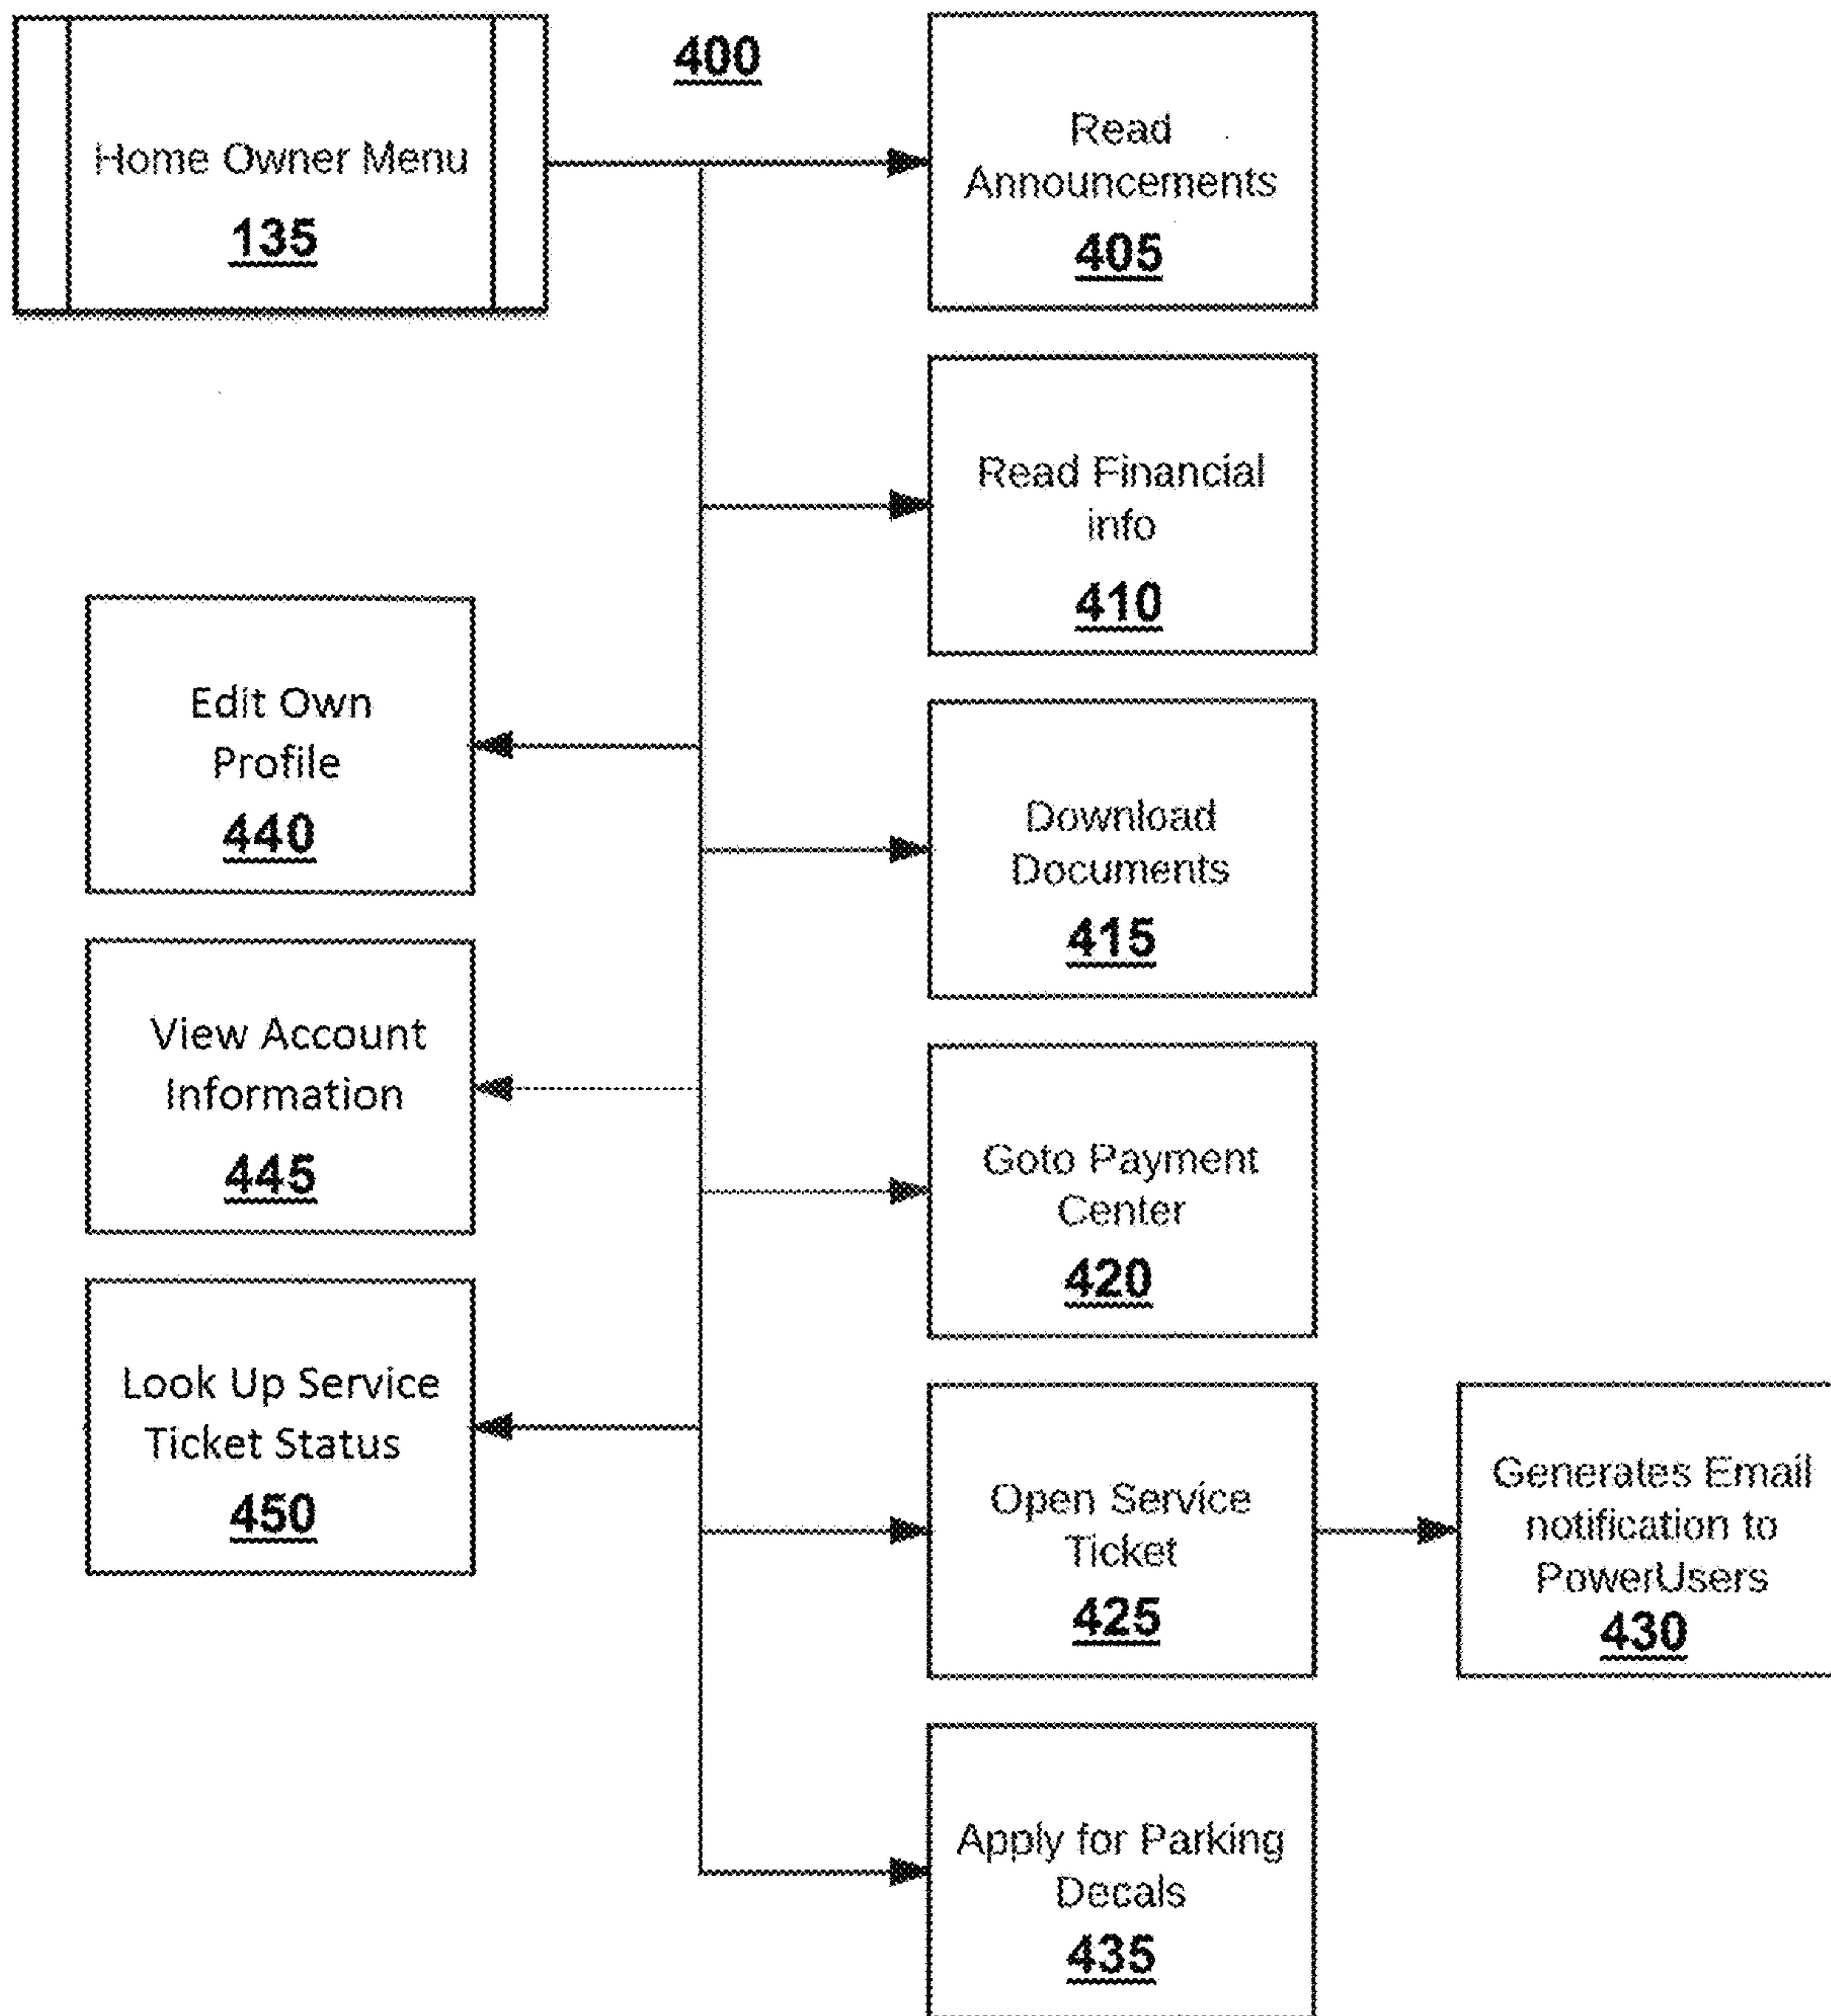 400
Home Owner Menu
135
Read
Announcements
405
Read Financial
info
410
Edit Own
Profile
440
Download
Documents
415
View Account
Information
445
Goto Payment
Center
420
Look Up Service
Ticket Status
450
Open Service
Ticket
425
Generates Email
notification to
PowerUsers
430
Apply for Parking
Decals
435